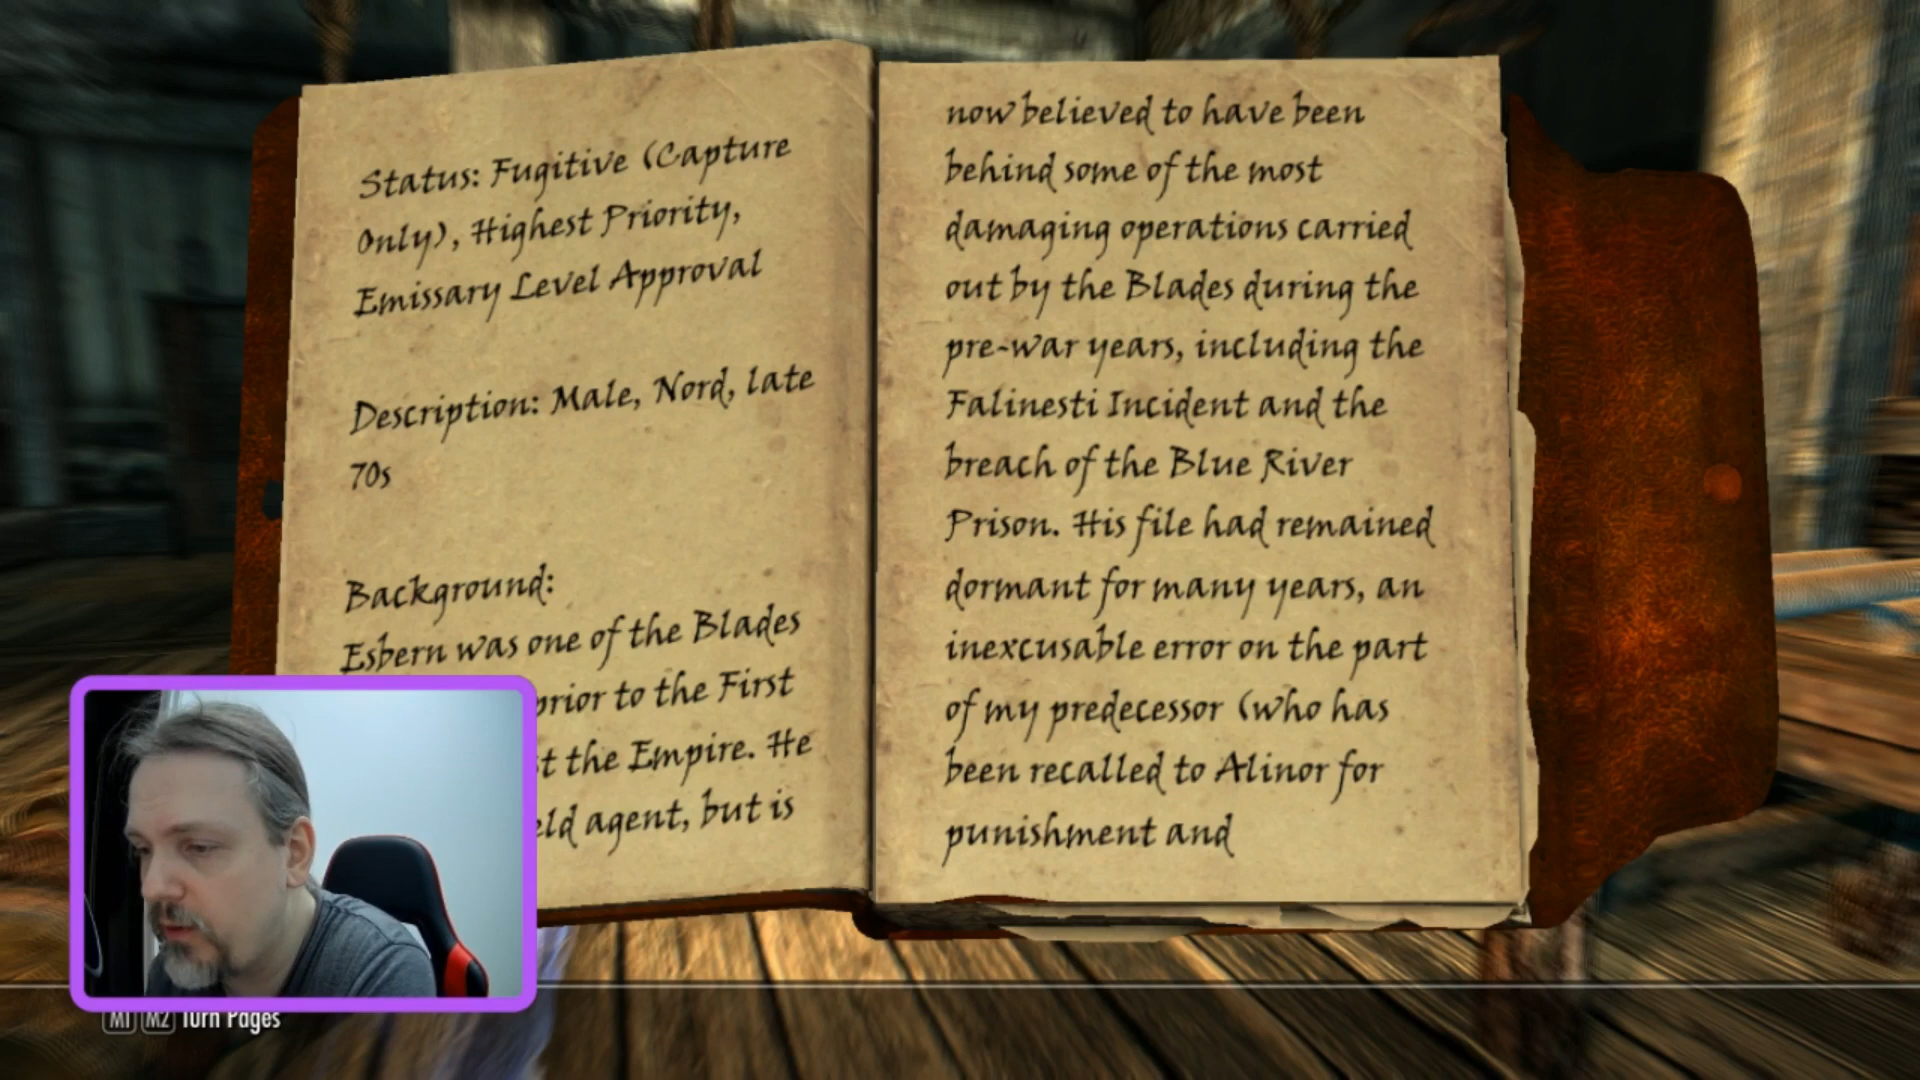 Status: Fugitive (Capture
Only), Highest Priority,
Emissary Level Approval
Description: Male, Nord, late
70s
Background:
Esbern was one of the Blades
prior to the First
the Empire. He
agent, but is
now believed to have been
behind some of the most
damaging operations carried
out by the Blades during the
pre-war years, including the
Falinesti Incident and the
breach of the Blue River
Prison. His file had remained
dormant for many years, an
inexcusable error on the part
of my predecessor (who has
been recalled to Alinor for
punishment and
M1 M2 Turn Pages